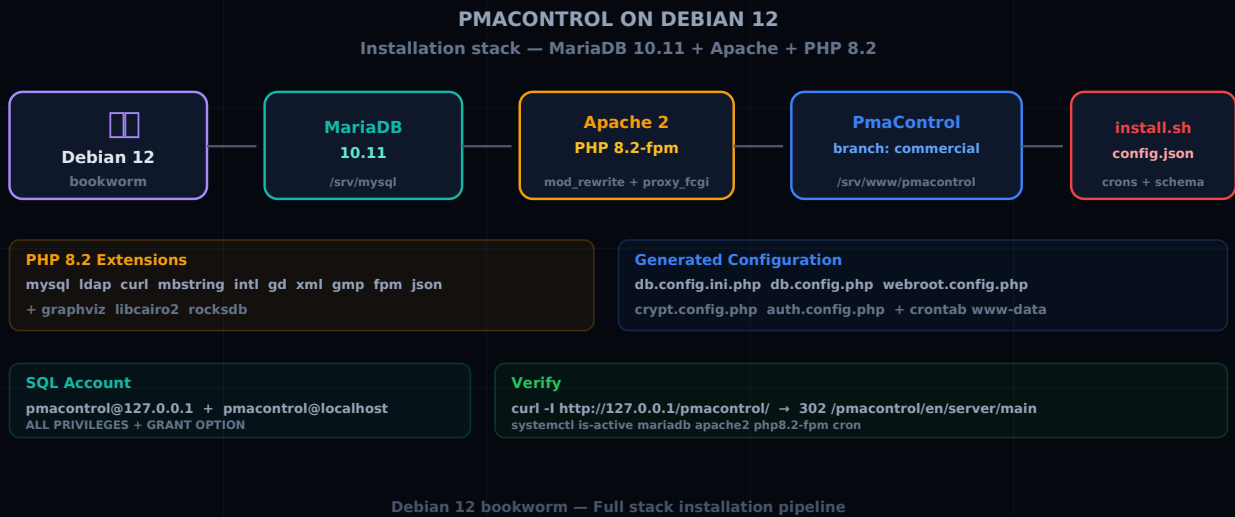 PMACONTROL ON DEBIAN 12
Installation stack — MariaDB 10.11 + Apache + PHP 8.2
Debian 12
bookworm
MariaDB
10.11
/srv/mysql
Apache 2
PHP 8.2-fpm
mod_rewrite + proxy_fcgi
PmaControl
branch: commercial
/srv/www/pmacontrol
install.sh
config.json
crons + schema
PHP 8.2 Extensions
mysql ldap curl mbstring intl gd xml gmp fpm json
+ graphviz libcairo2 rocksdb
Generated Configuration
db.config.ini.php db.config.php webroot.config.php
crypt.config.php auth.config.php + crontab www-data
SQL Account
pmacontrol@127.0.0.1 + pmacontrol@localhost
ALL PRIVILEGES + GRANT OPTION
Verify
curl -I http://127.0.0.1/pmacontrol/ → 302 /pmacontrol/en/server/main
systemctl is-active mariadb apache2 php8.2-fpm cron
Debian 12 bookworm — Full stack installation pipeline